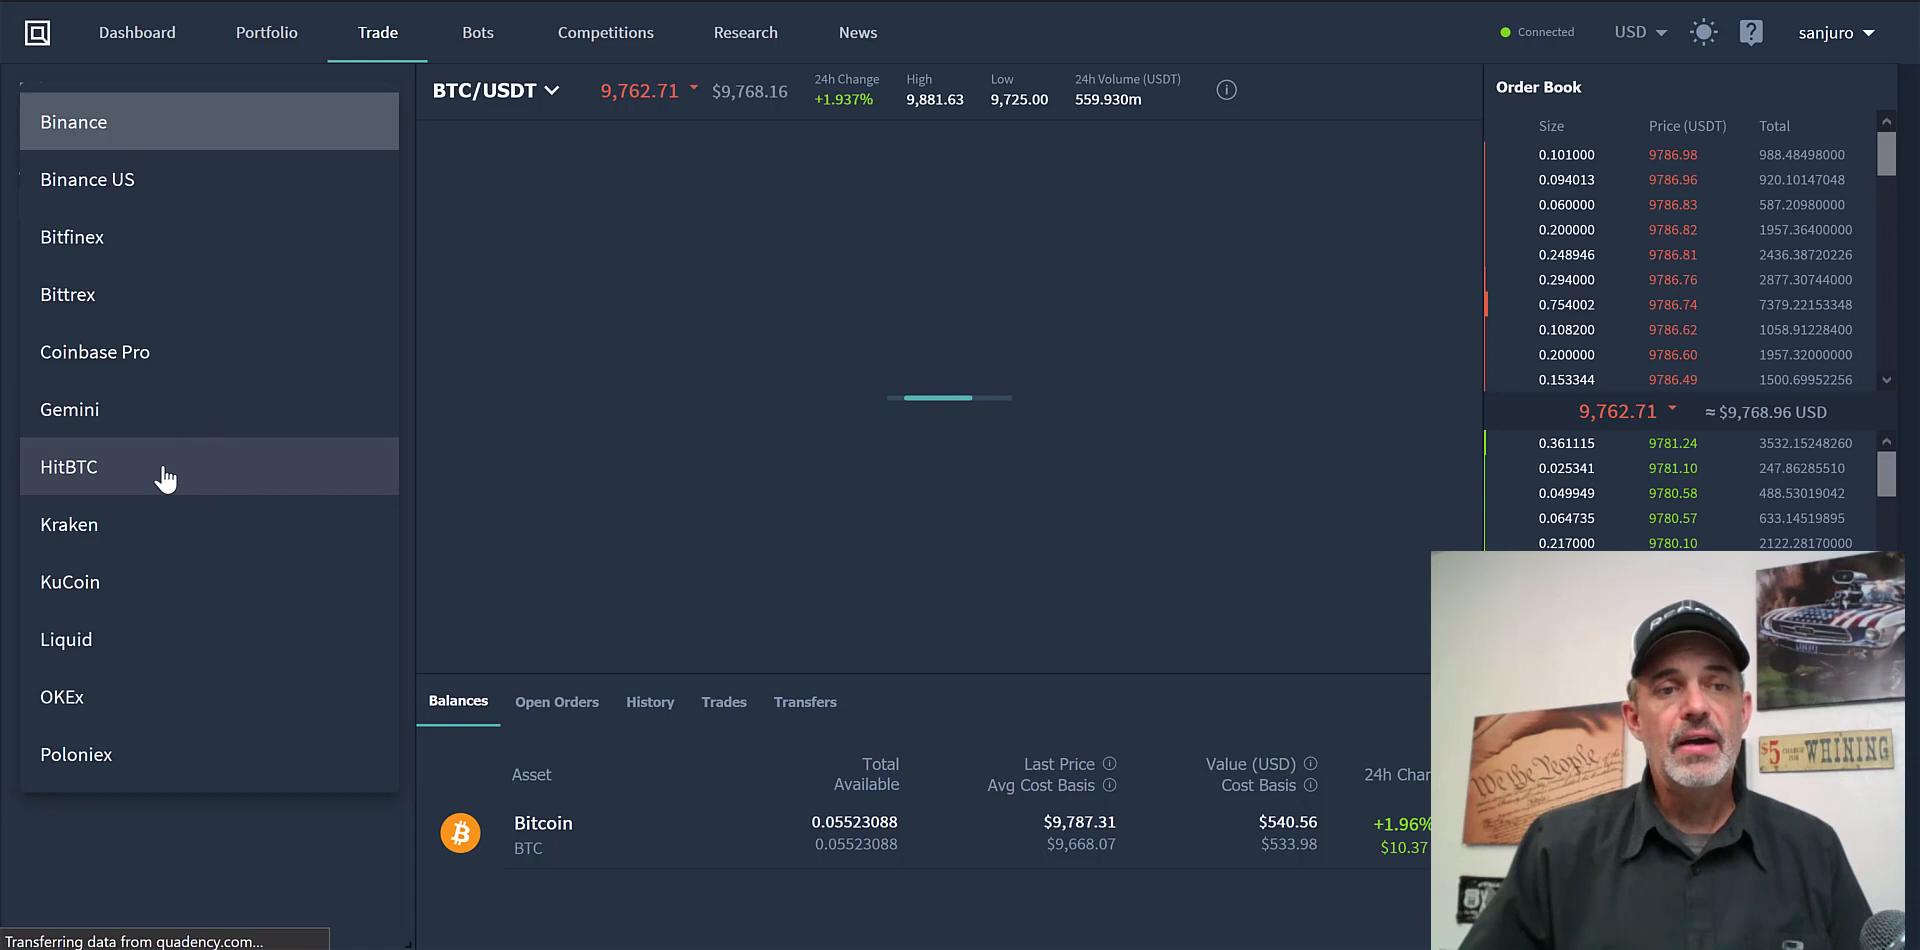 Dashboard
Portfolio
Trade
Bots
Competitions
Research
News
Connected
USD
?
sanjuro
Binance
Binance US
Bitfinex
Bittrex
Coinbase Pro
Gemini
HitBTC
Kraken
KuCoin
Liquid
OKEx
Poloniex
BTC/USDT
9,762.71
$9,768.16
24h Change
+1.937%
High
9,881.63
Low
9,725.00
24h Volume (USDT)
559.930m
Order Book
Size Price (USDT) Total
0.101000 9786.98 988.48498000
0.094013 9786.96 920.10147048
0.060000 9786.83 587.20980000
0.200000 9786.82 1957.36400000
0.248946 9786.81 2436.38720226
0.294000 9786.76 2877.30744000
0.754002 9786.74 7379.22153348
0.108200 9786.62 1058.91228400
0.200000 9786.60 1957.32000000
0.153344 9786.49 1500.69952256
9,762.71 ≈ $9,768.96 USD
0.361115 9781.24 3532.15248260
0.025341 9781.10 247.86285510
0.049949 9780.58 488.53019042
0.064735 9780.57 633.14519895
0.217000 9780.10 2122.28170000
Balances
Open Orders
History
Trades
Transfers
Asset
Total
Available
Last Price
Avg Cost Basis
Value (USD)
Cost Basis
24h Char
Bitcoin
BTC
0.05523088
0.05523088
$9,787.31
$9,668.07
$540.56
$533.98
+1.96%
$10.37
We the People
$5 CHARGE
WHINING
Transferring data from quadency.com...